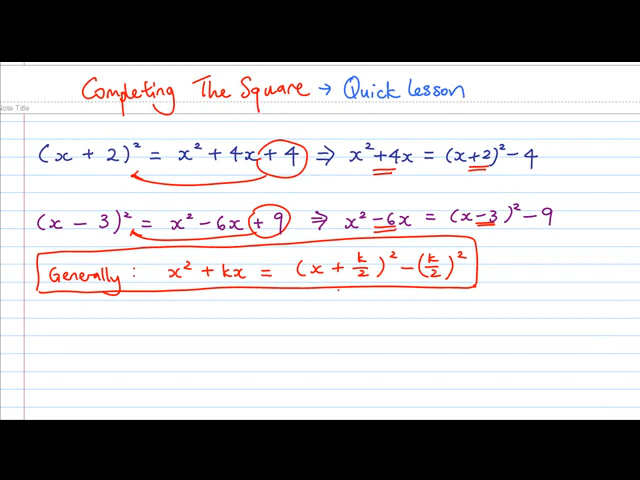 Completing The Square → Quick lesson
Note Title
(x + 2)² = x² + 4x + 4 ⇒ x² + 4x = (x + 2)² − 4
(x − 3)² = x² − 6x + 9 ⇒ x² − 6x = (x − 3)² − 9
Generally : x² + kx = (x + k/2)² − (k/2)²